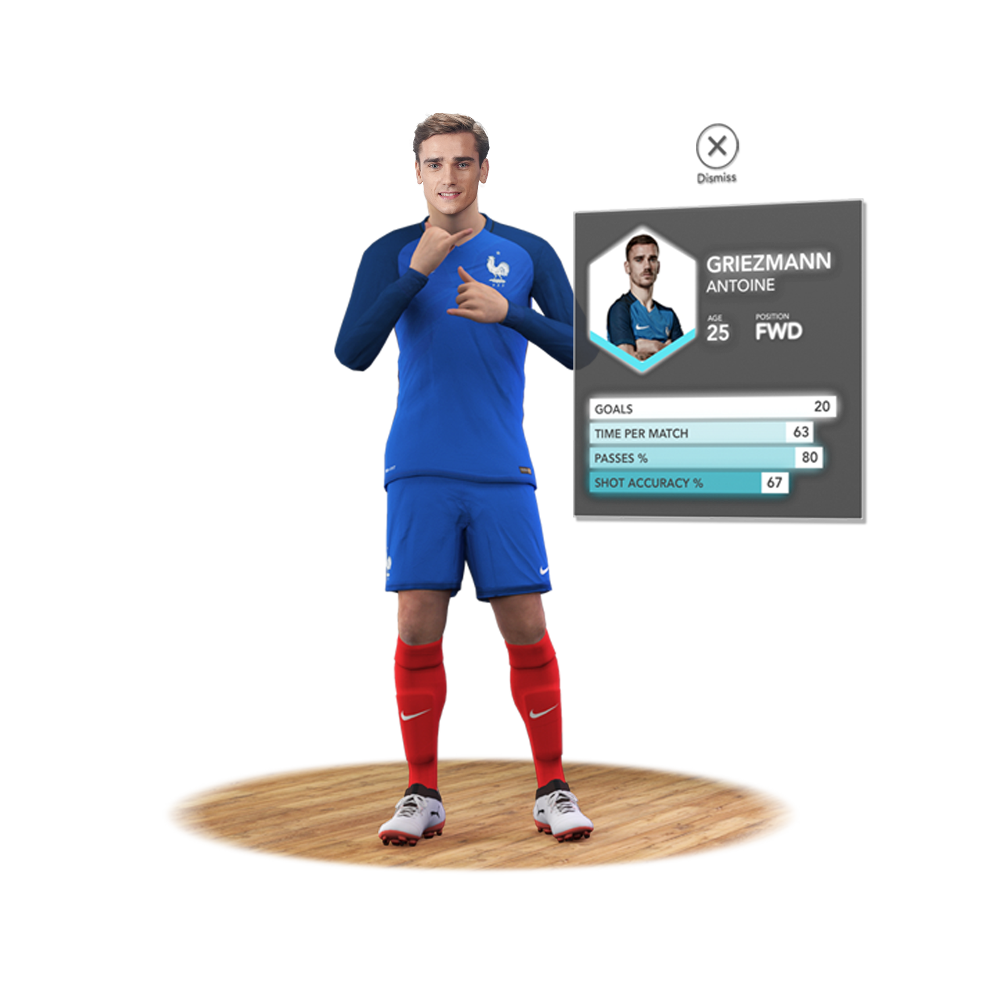 Dismiss
GRIEZMANN
ANTOINE
AGE
25
POSITION
FWD
GOALS 20
TIME PER MATCH 63
PASSES % 80
SHOT ACCURACY % 67